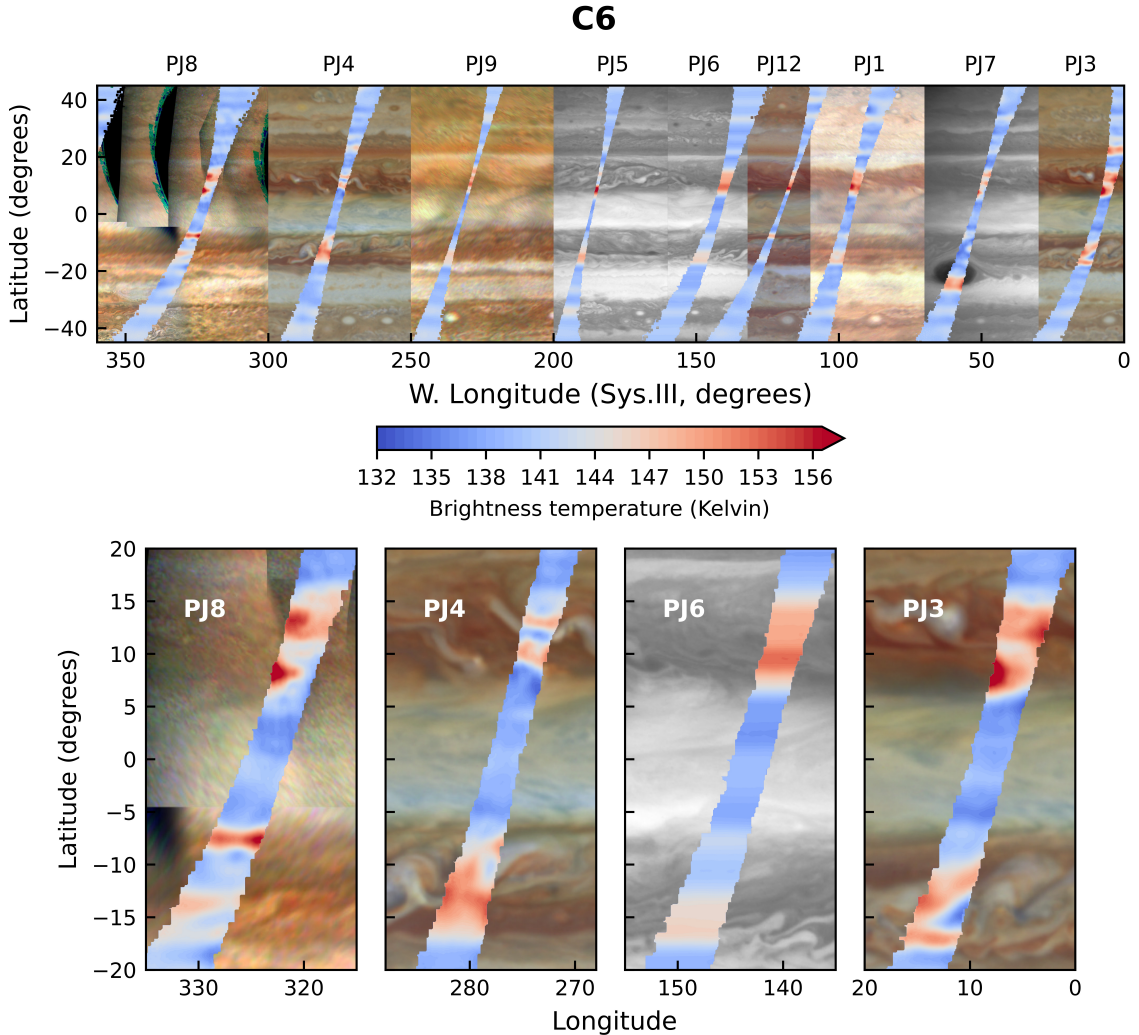 C6
PJ8 PJ4 PJ9 PJ5 PJ6 PJ12 PJ1 PJ7 PJ3
Latitude (degrees)
40
20
0
−20
−40
350 300 250 200 150 100 50 0
W. Longitude (Sys.III, degrees)
132 135 138 141 144 147 150 153 156
Brightness temperature (Kelvin)
Latitude (degrees)
20
15
10
5
0
−5
−10
−15
−20
PJ8 PJ4 PJ6 PJ3
330 320 280 270 150 140 20 10 0
Longitude